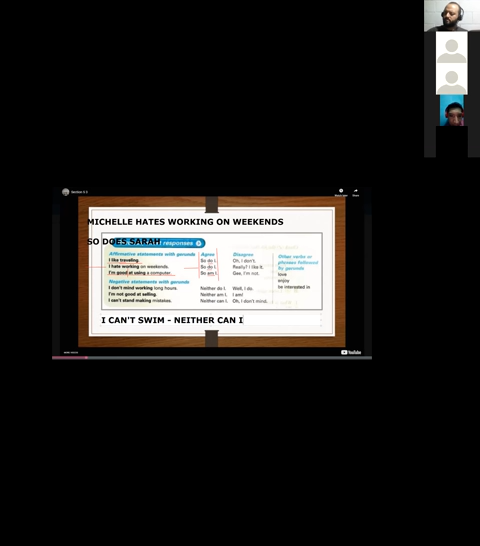 MICHELLE HATES WORKING ON WEEKENDS
SO DOES SARAH
responses
Affirmative statements with gerunds Agree Disagree Other verbs or
phrases followed
by gerunds
I like traveling. So do I. Oh, I don't. love
I hate working on weekends. So do I. Really? I like it. enjoy
I'm good at using a computer. So am I. Gee, I'm not. be interested in
Negative statements with gerunds
I don't mind working long hours. Neither do I. Well, I do.
I'm not good at selling. Neither am I. I am!
I can't stand making mistakes. Neither can I. Oh, I don't mind.
I CAN'T SWIM - NEITHER CAN I
YouTube